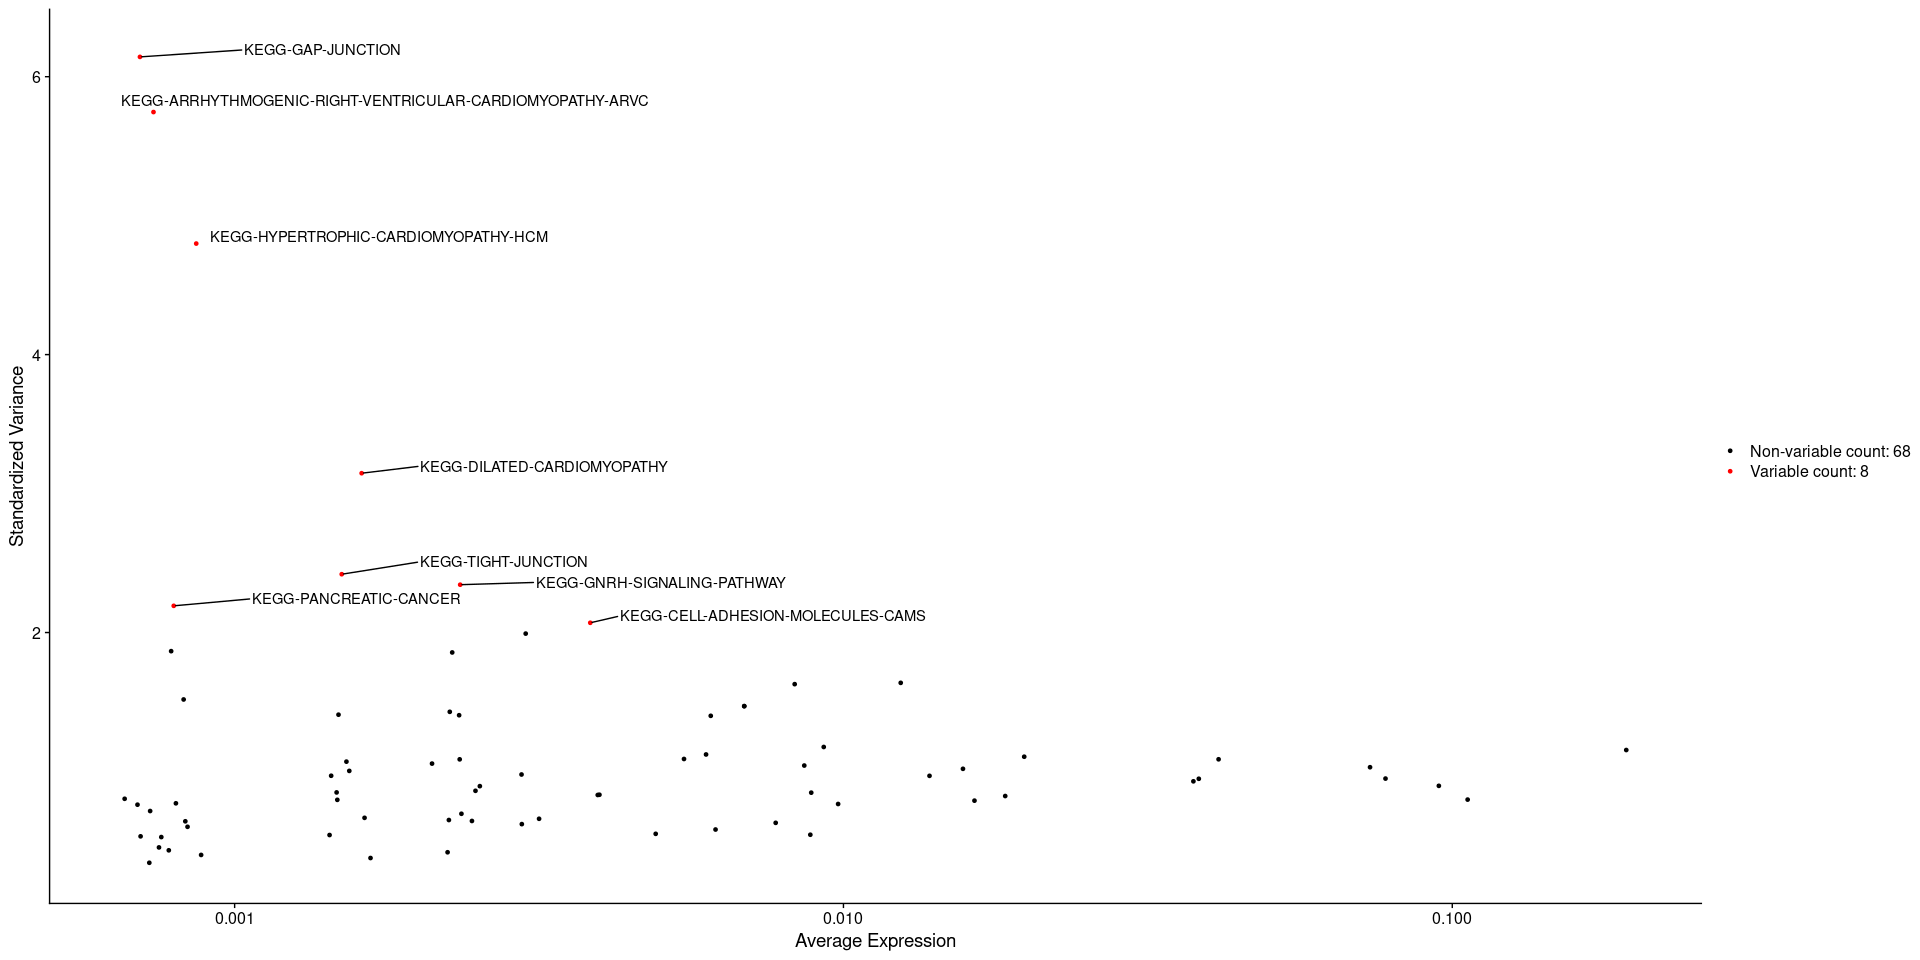 KEGG-GAP-JUNCTION
6
KEGG-ARRHYTHMOGENIC-RIGHT-VENTRICULAR-CARDIOMYOPATHY-ARVC
KEGG-HYPERTROPHIC-CARDIOMYOPATHY-HCM
4
Standardized Variance
KEGG-DILATED-CARDIOMYOPATHY
Non-variable count: 68
Variable count: 8
KEGG-TIGHT-JUNCTION
KEGG-GNRH-SIGNALING-PATHWAY
KEGG-PANCREATIC-CANCER
KEGG-CELL-ADHESION-MOLECULES-CAMS
2
0.001
0.010
0.100
Average Expression